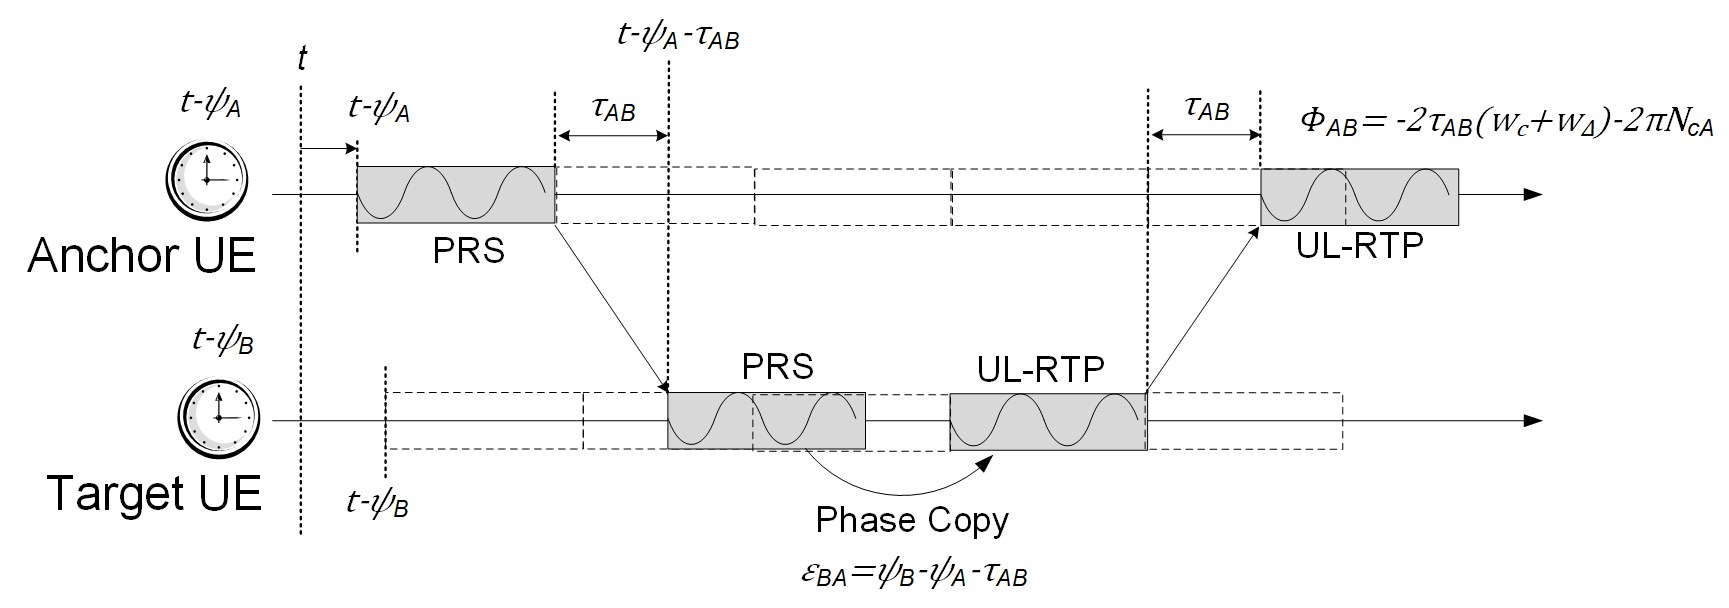 t-ψA-τAB
t
t-ψA
t-ψA
τAB
τAB
ΦAB= -2τAB(wc+wΔ)-2πNcA
Anchor UE
PRS
UL-RTP
t-ψB
PRS
UL-RTP
Target UE
t-ψB
Phase Copy
εBA=ψB-ψA-τAB